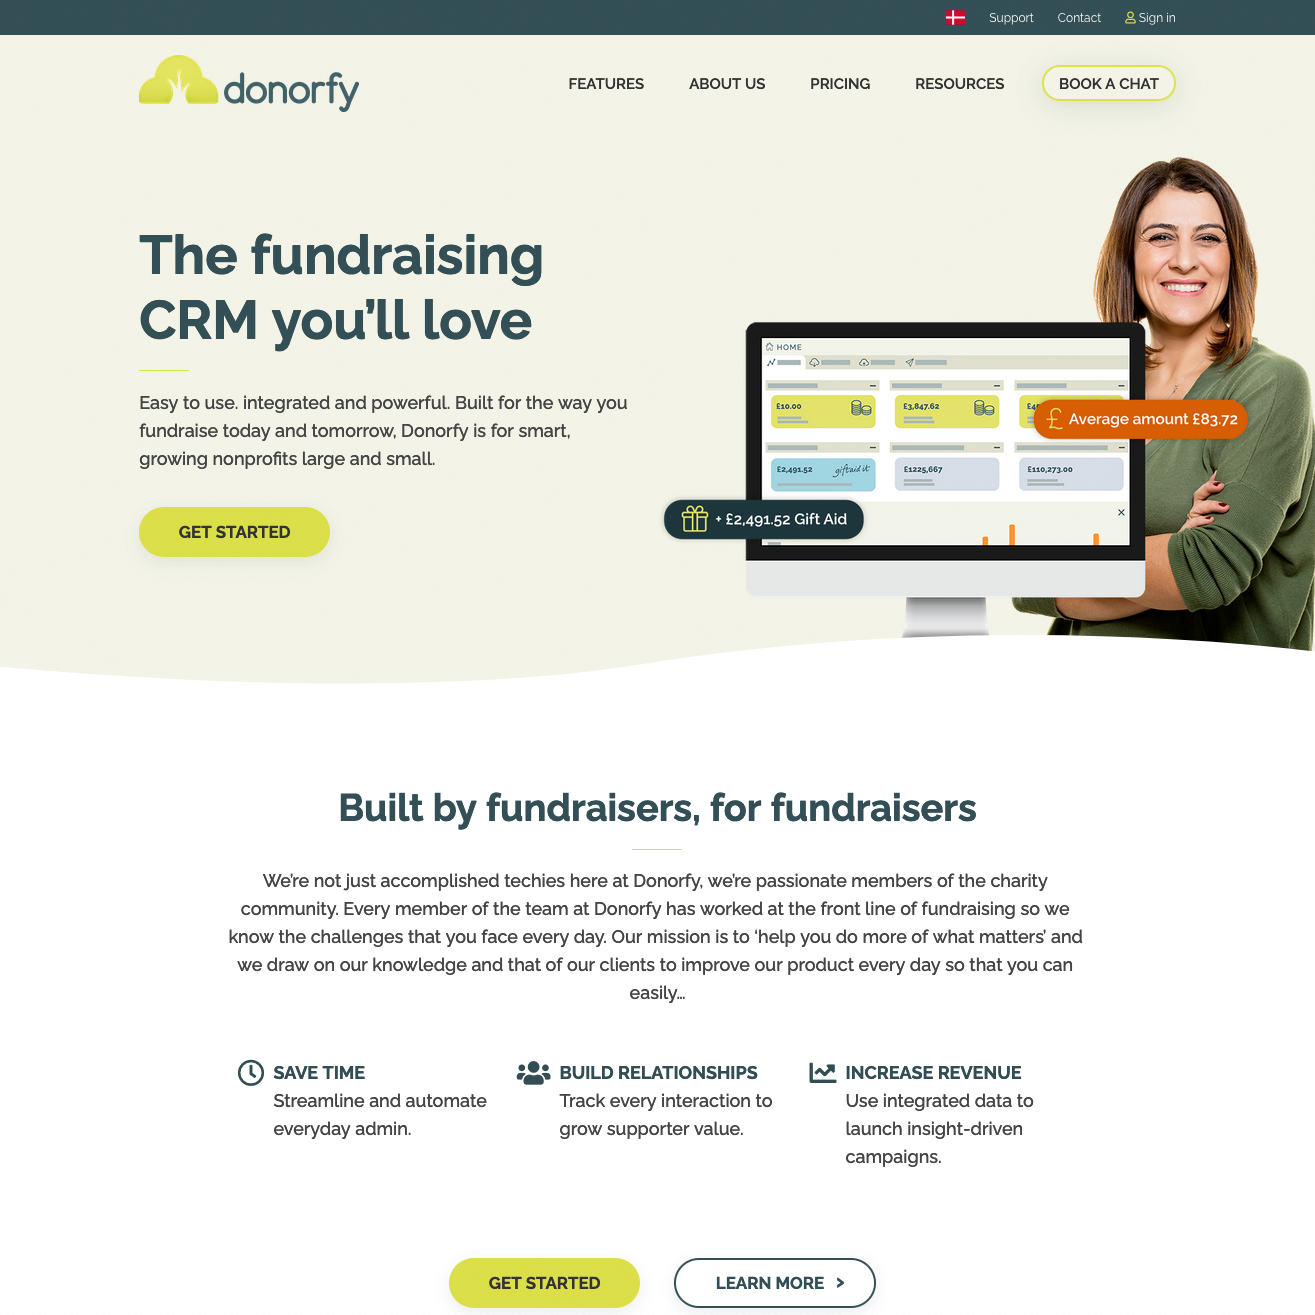 Support Contact Sign in
donorfy
FEATURES ABOUT US PRICING RESOURCES BOOK A CHAT
The fundraising
CRM you’ll love
Easy to use. integrated and powerful. Built for the way you
fundraise today and tomorrow, Donorfy is for smart,
growing nonprofits large and small.
GET STARTED
HOME
£10.00
£3,847.62
Average amount £83.72
£2,491.52 giftaid it
£1225,667
£110,273.00
+ £2,491.52 Gift Aid
Built by fundraisers, for fundraisers
We’re not just accomplished techies here at Donorfy, we’re passionate members of the charity
community. Every member of the team at Donorfy has worked at the front line of fundraising so we
know the challenges that you face every day. Our mission is to ‘help you do more of what matters’ and
we draw on our knowledge and that of our clients to improve our product every day so that you can
easily…
SAVE TIME
Streamline and automate
everyday admin.
BUILD RELATIONSHIPS
Track every interaction to
grow supporter value.
INCREASE REVENUE
Use integrated data to
launch insight-driven
campaigns.
GET STARTED
LEARN MORE >